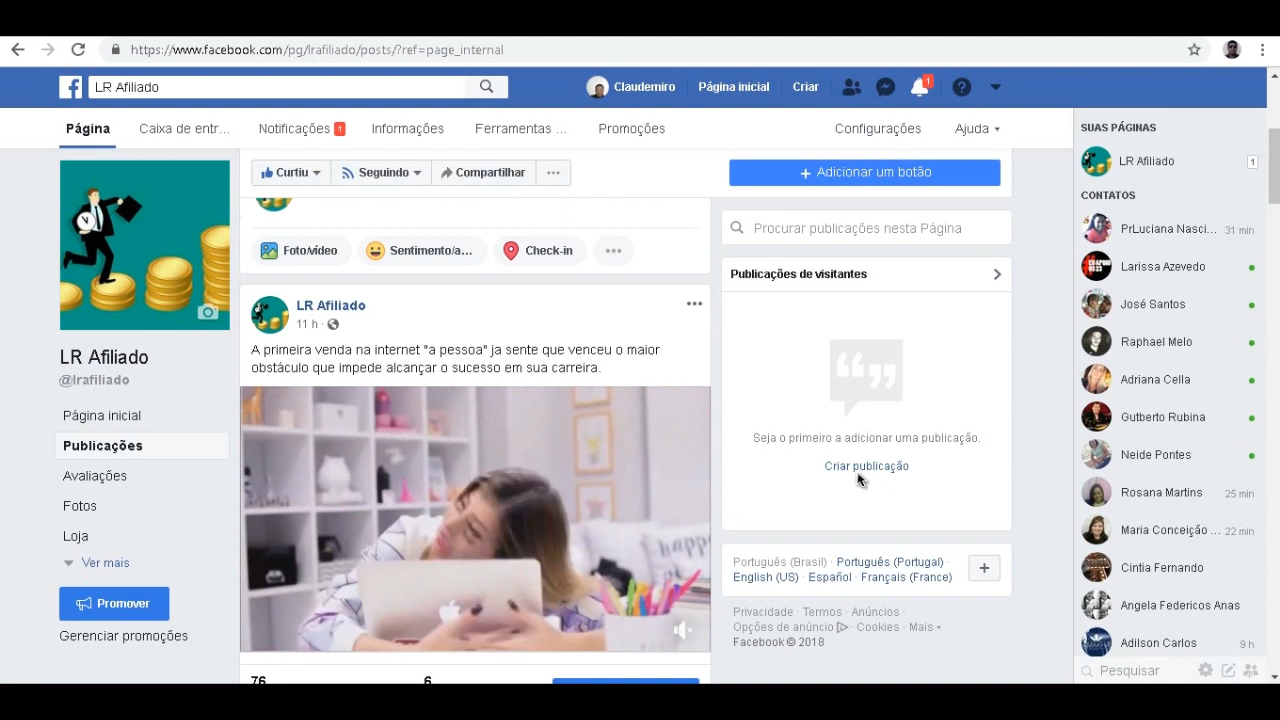 https://www.facebook.com/pg/lrafiliado/posts/?ref=page_internal
LR Afiliado
Claudemiro
Página inicial
Criar
1
Página
Caixa de entr...
Notificações 1
Informações
Ferramentas ...
Promoções
Configurações
Ajuda
LR Afiliado
@lrafiliado
Página inicial
Publicações
Avaliações
Fotos
Loja
Ver mais
Promover
Gerenciar promoções
Curtiu
Seguindo
Compartilhar
Foto/vídeo
Sentimento/a...
Check-in
LR Afiliado
11 h ·
A primeira venda na internet "a pessoa" ja sente que venceu o maior
obstáculo que impede alcançar o sucesso em sua carreira.
happy
76
6
+ Adicionar um botão
Procurar publicações nesta Página
Publicações de visitantes
Seja o primeiro a adicionar uma publicação.
Criar publicação
Português (Brasil) · Português (Portugal) ·
English (US) · Español · Français (France)
+
Privacidade · Termos · Anúncios ·
Opções de anúncio · Cookies · Mais
Facebook © 2018
SUAS PÁGINAS
LR Afiliado 1
CONTATOS
PrLuciana Nasci... 31 min
Larissa Azevedo
José Santos
Raphael Melo
Adriana Cella
Gutberto Rubina
Neide Pontes
Rosana Martins 25 min
Maria Conceição ... 22 min
Cintia Fernando
Angela Federicos Anas
Adilson Carlos 9 h
Pesquisar